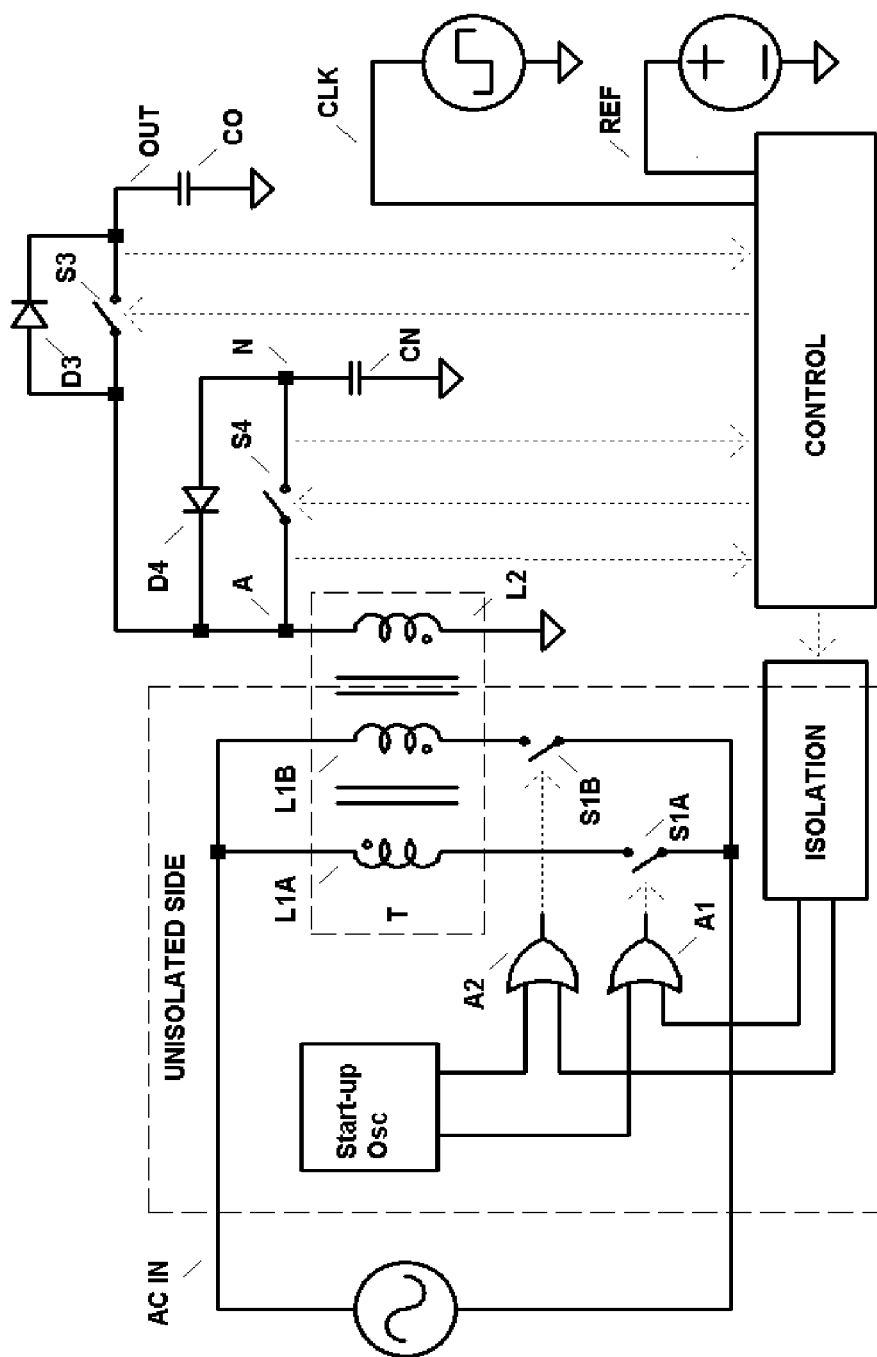 AC IN
UNISOLATED SIDE
Start-up
Osc
A2
A1
T
L1A
L1B
S1B
S1A
L2
ISOLATION
A
D4
S4
N
CN
D3
S3
OUT
CO
CLK
REF
+
−
CONTROL